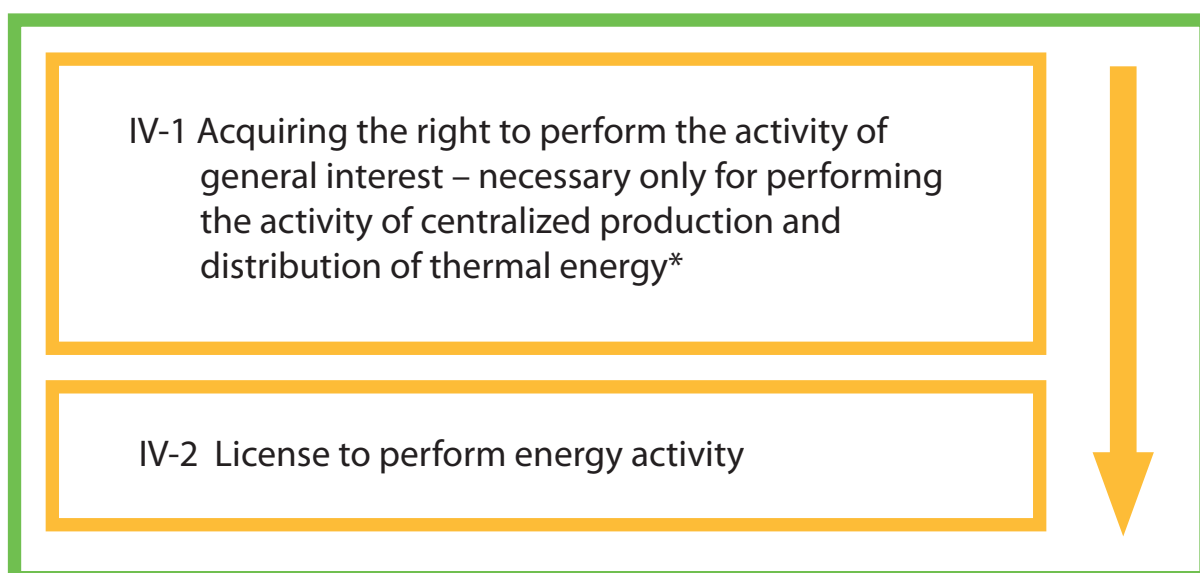 IV-1 Acquiring the right to perform the activity of
general interest – necessary only for performing
the activity of centralized production and
distribution of thermal energy*
IV-2 License to perform energy activity